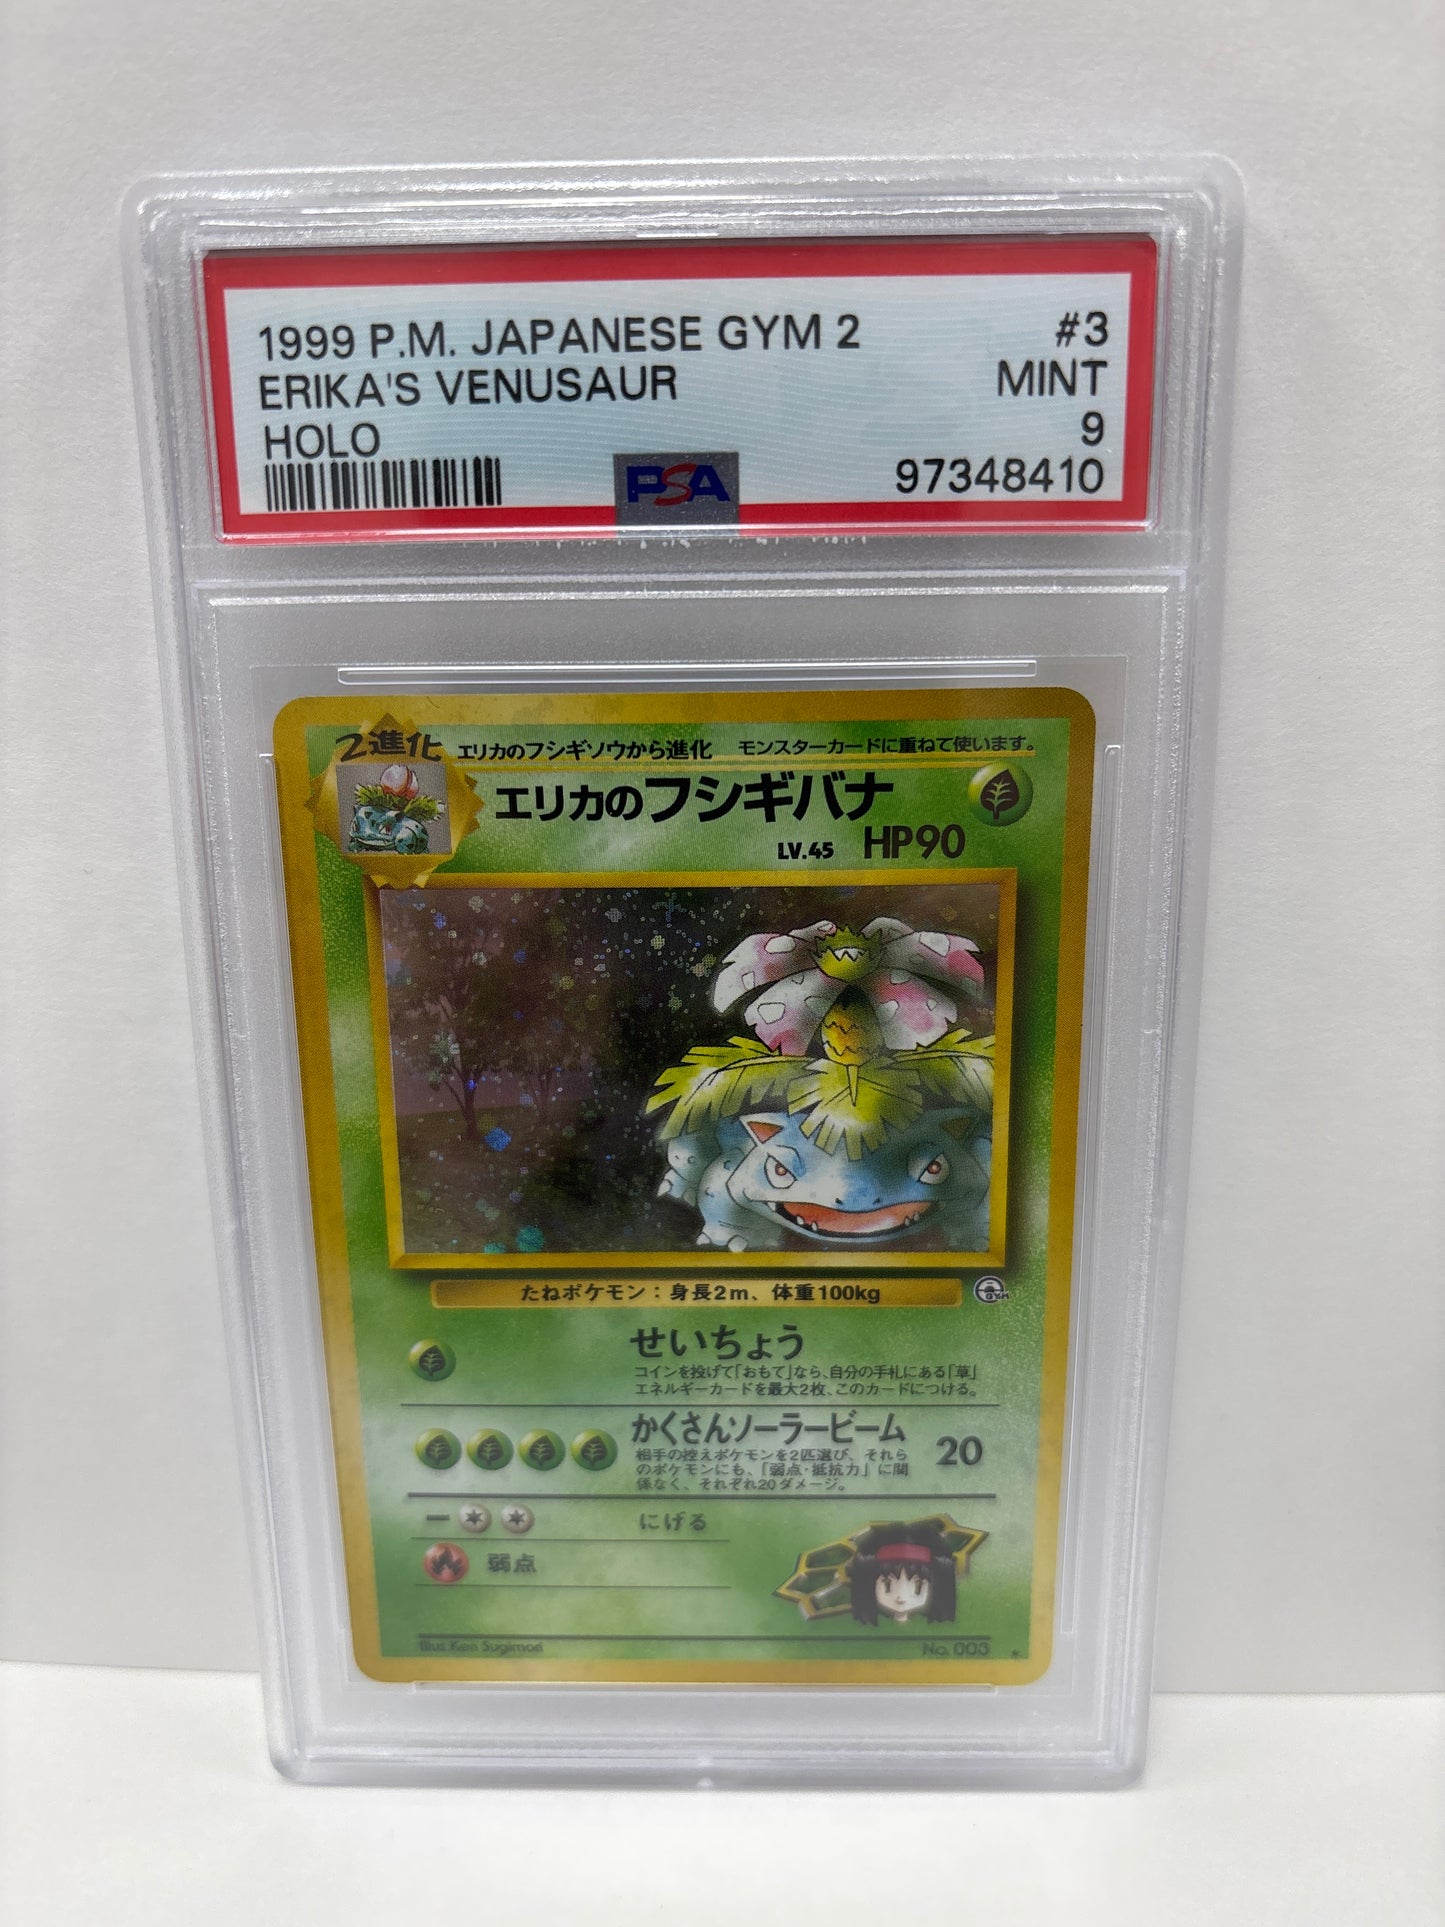 1999 P.M. JAPANESE GYM 2 #3
ERIKA'S VENUSAUR MINT
HOLO 9
PSA 97348410
2進化 エリカのフシギソウから進化 モンスターカードに重ねて使います。
エリカのフシギバナ
LV.45 HP90
たねポケモン：身長2m、体重100kg
GYM
せいちょう
コインを投げて「おもて」なら、自分の手札にある「草」
エネルギーカードを最大2枚、このカードにつける。
かくさんソーラービーム 20
相手の控えポケモンを2匹選び、それら
のポケモンにも、「弱点・抵抗力」に関
係なく、それぞれ20ダメージ。
にげる
弱点
Illus. Ken Sugimori No. 003 ★